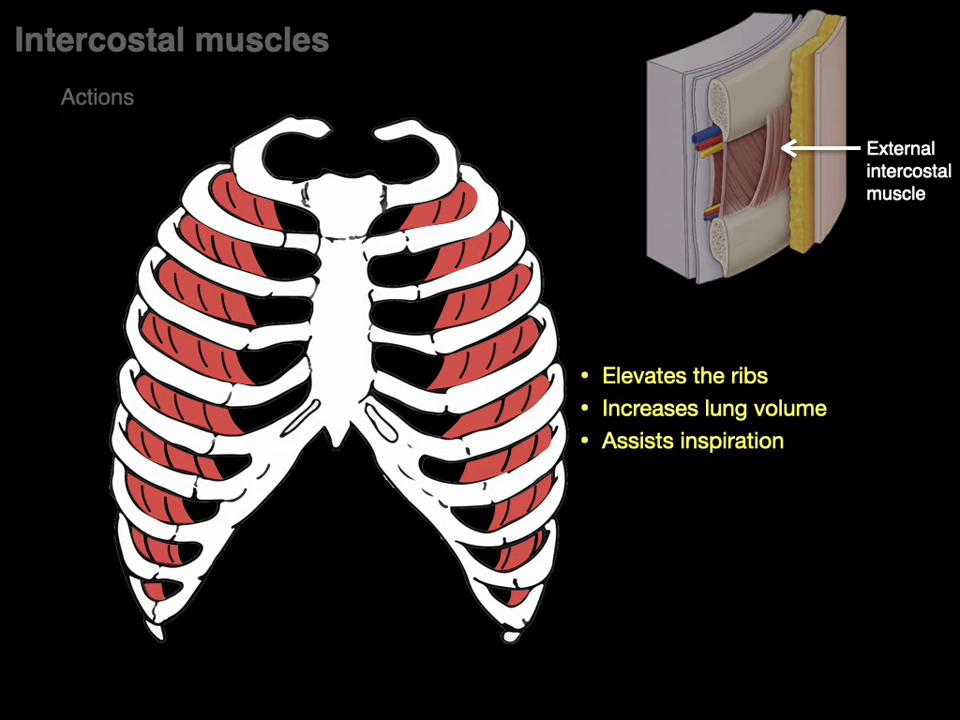 Intercostal muscles
Actions
External
intercostal
muscle
• Elevates the ribs
• Increases lung volume
• Assists inspiration